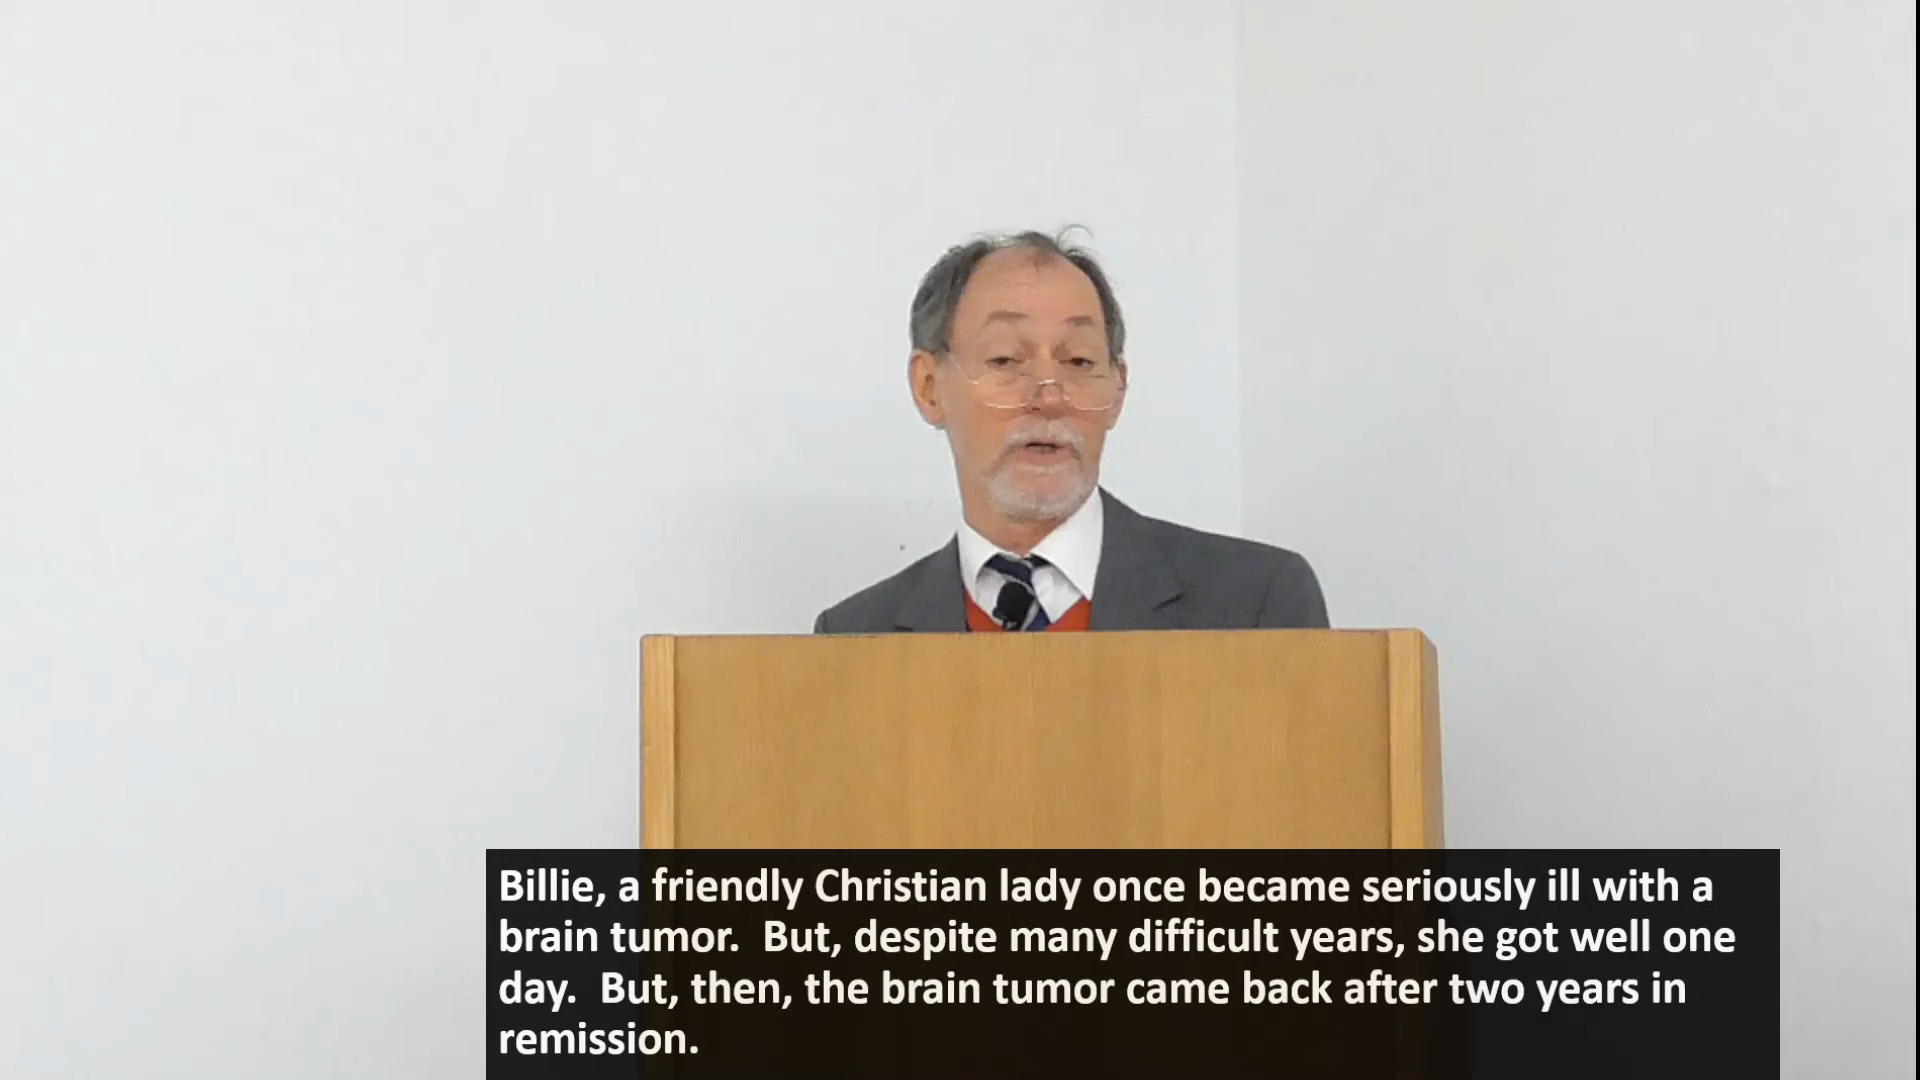 Billie, a friendly Christian lady once became seriously ill with a
brain tumor.  But, despite many difficult years, she got well one
day.  But, then, the brain tumor came back after two years in
remission.